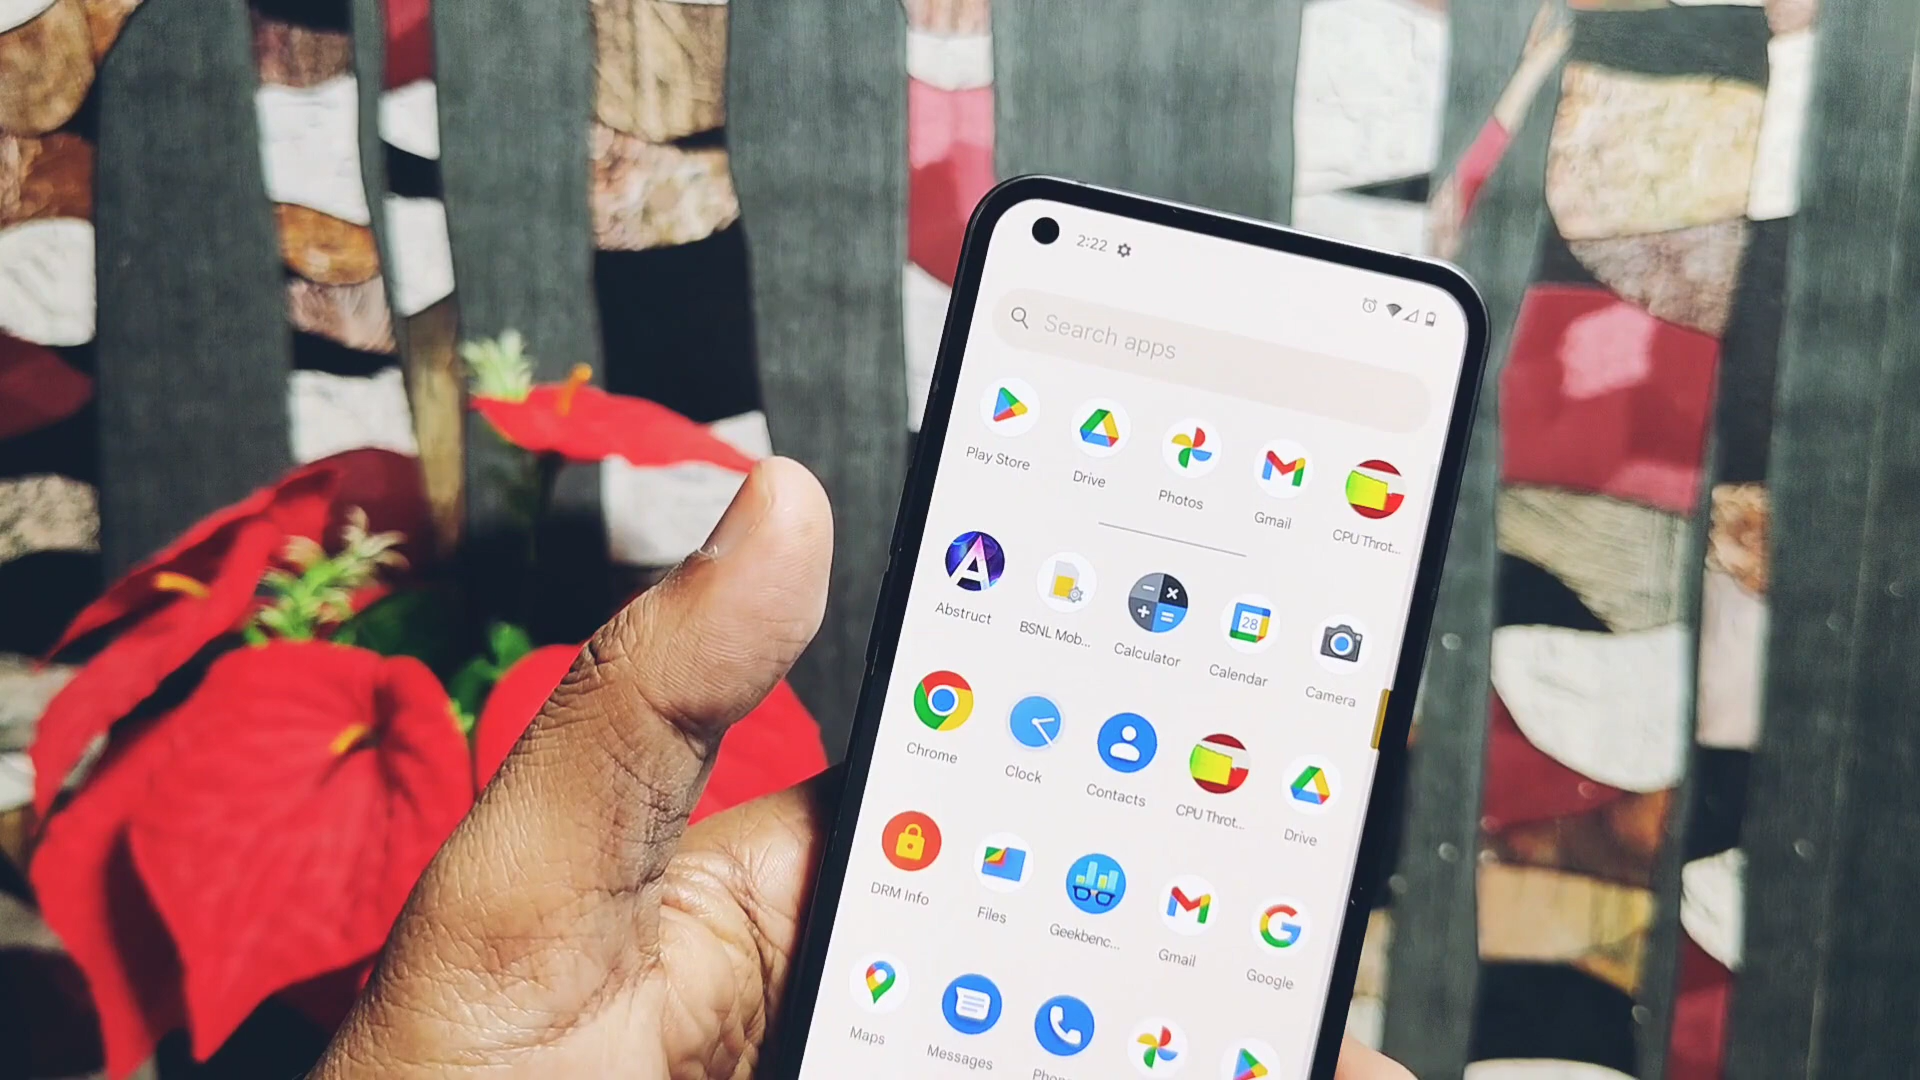 2:22
Search apps
Play Store
Drive
Photos
Gmail
CPU Throt...
Abstruct
BSNL Mob...
Calculator
28
Calendar
Camera
Chrome
Clock
Contacts
CPU Throt...
Drive
DRM Info
Files
Geekbenc...
Gmail
Google
Maps
Messages